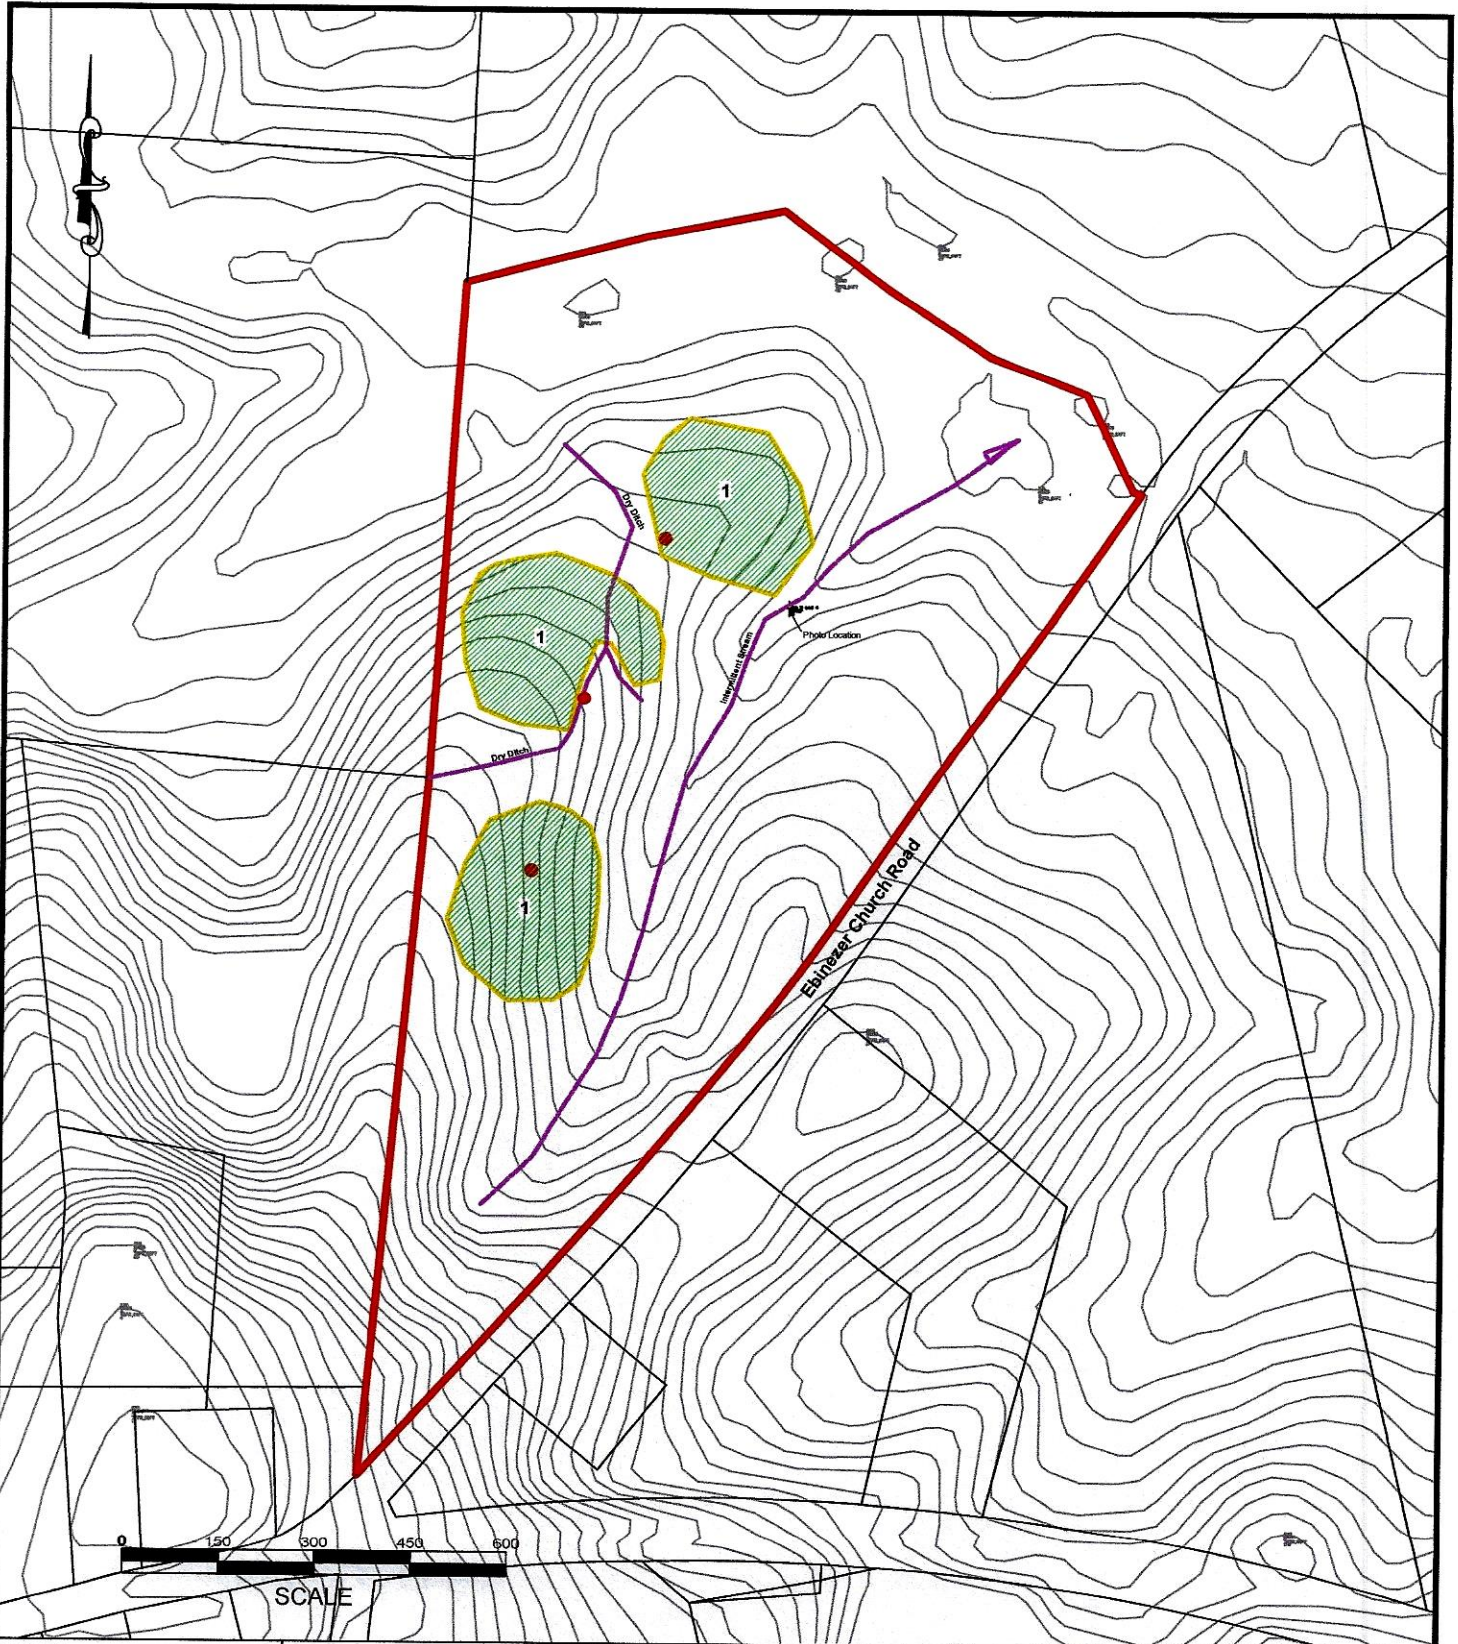 Dry Ditch
1
1
Photo Location
Intermittent Stream
Dry Ditch
1
Ebinezer Church Road
0 150 300 450 600
SCALE